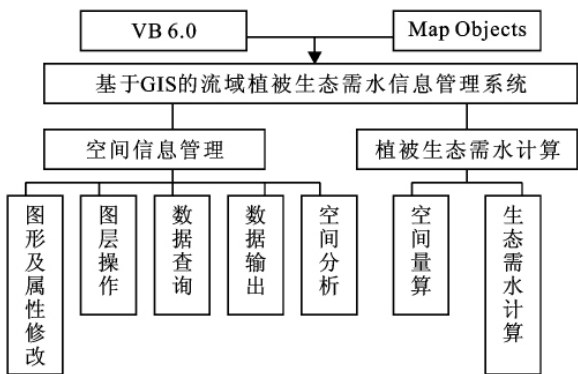 VB 6.0
Map Objects
基于GIS的流域植被生态需水信息管理系统
空间信息管理
植被生态需水计算
图形及属性修改
图层操作
数据查询
数据输出
空间分析
空间量算
生态需水计算